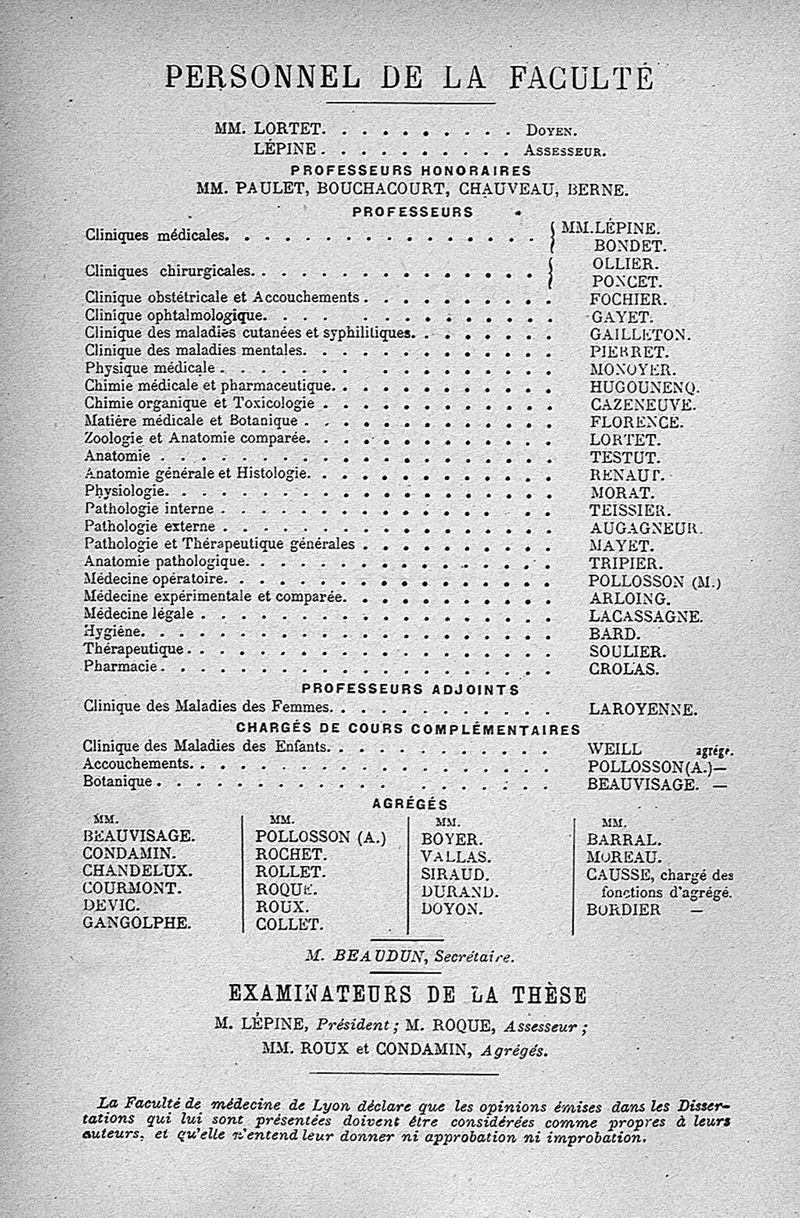 PERSONNEL DE LA FACULTÉ
MM. LORTET. . . . . . . . . . DOYEN.
LÉPINE . . . . . . . . . . ASSESSEUR.
PROFESSEURS HONORAIRES
MM. PAULET, BOUCHACOURT, CHAUVEAU, BERNE.
PROFESSEURS
Cliniques médicales. . . . . . . . . . . . . . . . { MM. LÉPINE.
BONDET.
Cliniques chirurgicales. . . . . . . . . . . . . . . { OLLIER.
PONCET.
Clinique obstétricale et Accouchements . . . . . . . . . . FOCHIER.
Clinique ophtalmologique. . . . . . . . . . . . . . GAYET.
Clinique des maladies cutanées et syphilitiques. . . . . . . . GAILLETON.
Clinique des maladies mentales. . . . . . . . . . . . . PIERRET.
Physique médicale . . . . . . . . . . . . . . . . . MONOYER.
Chimie médicale et pharmaceutique. . . . . . . . . . . . HUGOUNENQ.
Chimie organique et Toxicologie . . . . . . . . . . . . CAZENEUVE.
Matière médicale et Botanique . . . . . . . . . . . . . FLORENCE.
Zoologie et Anatomie comparée. . . . . . . . . . . . . LORTET.
Anatomie . . . . . . . . . . . . . . . . . . . . TESTUT.
Anatomie générale et Histologie. . . . . . . . . . . . . RENAUT.
Physiologie. . . . . . . . . . . . . . . . . . . . MORAT.
Pathologie interne . . . . . . . . . . . . . . . . . TEISSIER.
Pathologie externe . . . . . . . . . . . . . . . . . AUGAGNEUR.
Pathologie et Thérapeutique générales . . . . . . . . . . MAYET.
Anatomie pathologique. . . . . . . . . . . . . . . . TRIPIER.
Médecine opératoire. . . . . . . . . . . . . . . . . POLLOSSON (M.)
Médecine expérimentale et comparée. . . . . . . . . . . ARLOING.
Médecine légale . . . . . . . . . . . . . . . . . . LACASSAGNE.
Hygiène. . . . . . . . . . . . . . . . . . . . . BARD.
Thérapeutique . . . . . . . . . . . . . . . . . . . SOULIER.
Pharmacie . . . . . . . . . . . . . . . . . . . . CROLAS.
PROFESSEURS ADJOINTS
Clinique des Maladies des Femmes. . . . . . . . . . . . LAROYENNE.
CHARGÉS DE COURS COMPLÉMENTAIRES
Clinique des Maladies des Enfants. . . . . . . . . . . . WEILL agrégé.
Accouchements. . . . . . . . . . . . . . . . . . . POLLOSSON (A.) —
Botanique . . . . . . . . . . . . . . . . . . . . BEAUVISAGE. —
AGRÉGÉS
MM.
BEAUVISAGE.
CONDAMIN.
CHANDELUX.
COURMONT.
DEVIC.
GANGOLPHE.
MM.
POLLOSSON (A.)
ROCHET.
ROLLET.
ROQUE.
ROUX.
COLLET.
MM.
BOYER.
VALLAS.
SIRAUD.
DURAND.
DOYON.
MM.
BARRAL.
MOREAU.
CAUSSE, chargé des
fonctions d'agrégé.
BORDIER —
M. BEAUDUN, Secrétaire.
EXAMINATEURS DE LA THÈSE
M. LÉPINE, Président ; M. ROQUE, Assesseur ;
MM. ROUX et CONDAMIN, Agrégés.
La Faculté de médecine de Lyon déclare que les opinions émises dans les Disser-
tations qui lui sont présentées doivent être considérées comme propres à leurs
auteurs, et qu'elle n'entend leur donner ni approbation ni improbation.